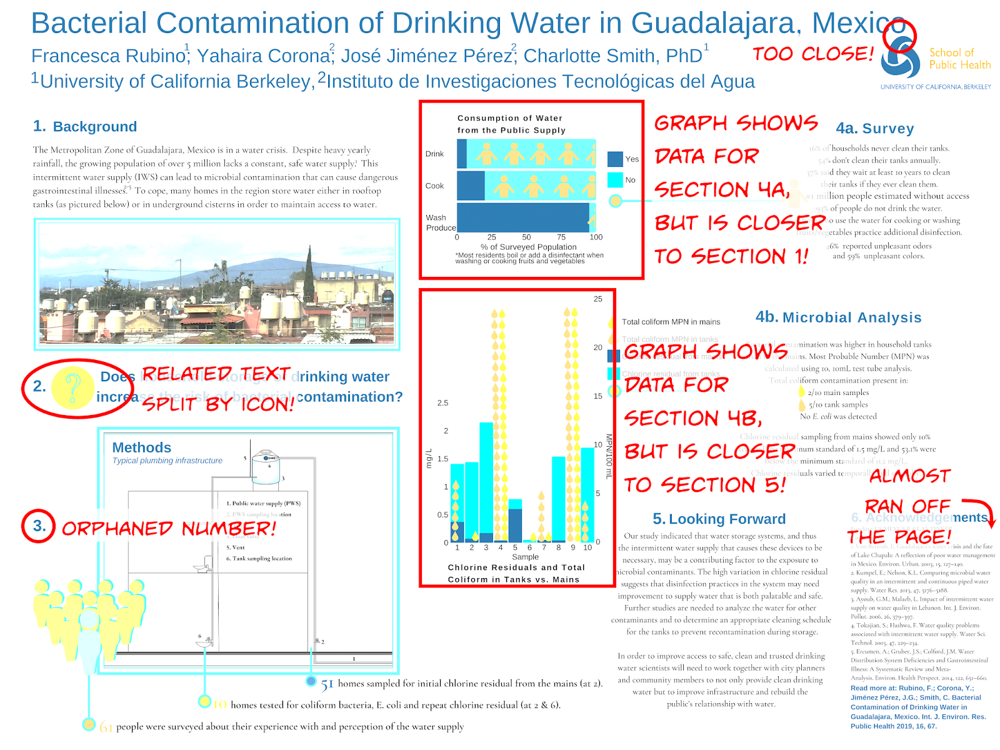 Bacterial Contamination of Drinking Water in Guadalajara, Mexico
Francesca Rubino1; Yahaira Corona2; José Jiménez Pérez2; Charlotte Smith, PhD1
1University of California Berkeley, 2Instituto de Investigaciones Tecnológicas del Agua
TOO CLOSE!
School of
Public Health
UNIVERSITY OF CALIFORNIA, BERKELEY
1. Background
The Metropolitan Zone of Guadalajara, Mexico is in a water crisis. Despite heavy yearly
rainfall, the growing population of over 5 million lacks a constant, safe water supply.1 This
intermittent water supply (IWS) can lead to microbial contamination that can cause dangerous
gastrointestinal illnesses.2-5 To cope, many homes in the region store water either in rooftop
tanks (as pictured below) or in underground cisterns in order to maintain access to water.
2.
?
Does household storage of drinking water
increase the risk of bacterial contamination?
RELATED TEXT
SPLIT BY ICON!
3.
ORPHANED NUMBER!
Methods
Typical plumbing infrastructure
5
4
3
1. Public water supply (PWS)
2. PWS sampling location
4. Float valve
5. Vent
6. Tank sampling location
6
2
1
51 homes sampled for initial chlorine residual from the mains (at 2).
10 homes tested for coliform bacteria, E. coli and repeat chlorine residual (at 2 & 6).
61 people were surveyed about their experience with and perception of the water supply
Consumption of Water
from the Public Supply
Drink
Cook
Wash
Produce
Yes
No
0 25 50 75 100
% of Surveyed Population
*Most residents boil or add a disinfectant when
washing or cooking fruits and vegetables
GRAPH SHOWS
DATA FOR
SECTION 4A,
BUT IS CLOSER
TO SECTION 1!
4a. Survey
16% of households never clean their tanks.
54% don't clean their tanks annually.
37% said they wait at least 10 years to clean
their tanks if they ever clean them.
≈1 million people estimated without access
93% of people do not drink the water.
who use the water for cooking or washing
fruits/vegetables practice additional disinfection.
46% reported unpleasant odors
and 59% unpleasant colors.
25
20
15
10
5
0
MPN/100 mL
2.5
2
1.5
1
0.5
0
mg/L
1 2 3 4 5 6 7 8 9 10
Sample
Chlorine Residuals and Total
Coliform in Tanks vs. Mains
Total coliform MPN in mains
Total coliform MPN in tanks
Chlorine residual from mains
Chlorine residual from tanks
GRAPH SHOWS
DATA FOR
SECTION 4B,
BUT IS CLOSER
TO SECTION 5!
4b. Microbial Analysis
contamination was higher in household tanks
mains. Most Probable Number (MPN) was
calculated using 10, 10mL test tube analysis.
Total coliform contamination present in:
2/10 main samples
5/10 tank samples
No E. coli was detected
Chlorine residual sampling from mains showed only 10%
minimum standard of 1.5 mg/L and 53.1% were
below the minimum standard of 0.2 mg/L.
Chlorine residuals varied temporally
ALMOST
RAN OFF
THE PAGE!
5. Looking Forward
Our study indicated that water storage systems, and thus
the intermittent water supply that causes these devices to be
necessary, may be a contributing factor to the exposure to
microbial contaminants. The high variation in chlorine residual
suggests that disinfection practices in the system may need
improvement to supply water that is both palatable and safe.
Further studies are needed to analyze the water for other
contaminants and to determine an appropriate cleaning schedule
for the tanks to prevent recontamination during storage.
In order to improve access to safe, clean and trusted drinking
water scientists will need to work together with city planners
and community members to not only provide clean drinking
water but to improve infrastructure and rebuild the
public's relationship with water.
6. Acknowledgements
1. Von Bertrab, E. Guadalajara's water crisis and the fate
of Lake Chapala: A reflection of poor water management
in Mexico. Environ. Urban. 2003, 15, 127–140.
2. Kumpel, E.; Nelson, K.L. Comparing microbial water
quality in an intermittent and continuous piped water
supply. Water Res. 2013, 47, 5176–5188.
3. Ayoub, G.M.; Malaeb, L. Impact of intermittent water
supply on water quality in Lebanon. Int. J. Environ.
Pollut. 2006, 26, 379–397.
4. Tokajian, S.; Hashwa, F. Water quality problems
associated with intermittent water supply. Water Sci.
Technol. 2003, 47, 229–234.
5. Ercumen, A.; Gruber, J.S.; Colford, J.M. Water
Distribution System Deficiencies and Gastrointestinal
Illness: A Systematic Review and Meta-
Analysis. Environ. Health Perspect. 2014, 122, 651–660.
Read more at: Rubino, F.; Corona, Y.;
Jiménez Pérez, J.G.; Smith, C. Bacterial
Contamination of Drinking Water in
Guadalajara, Mexico. Int. J. Environ. Res.
Public Health 2019, 16, 67.